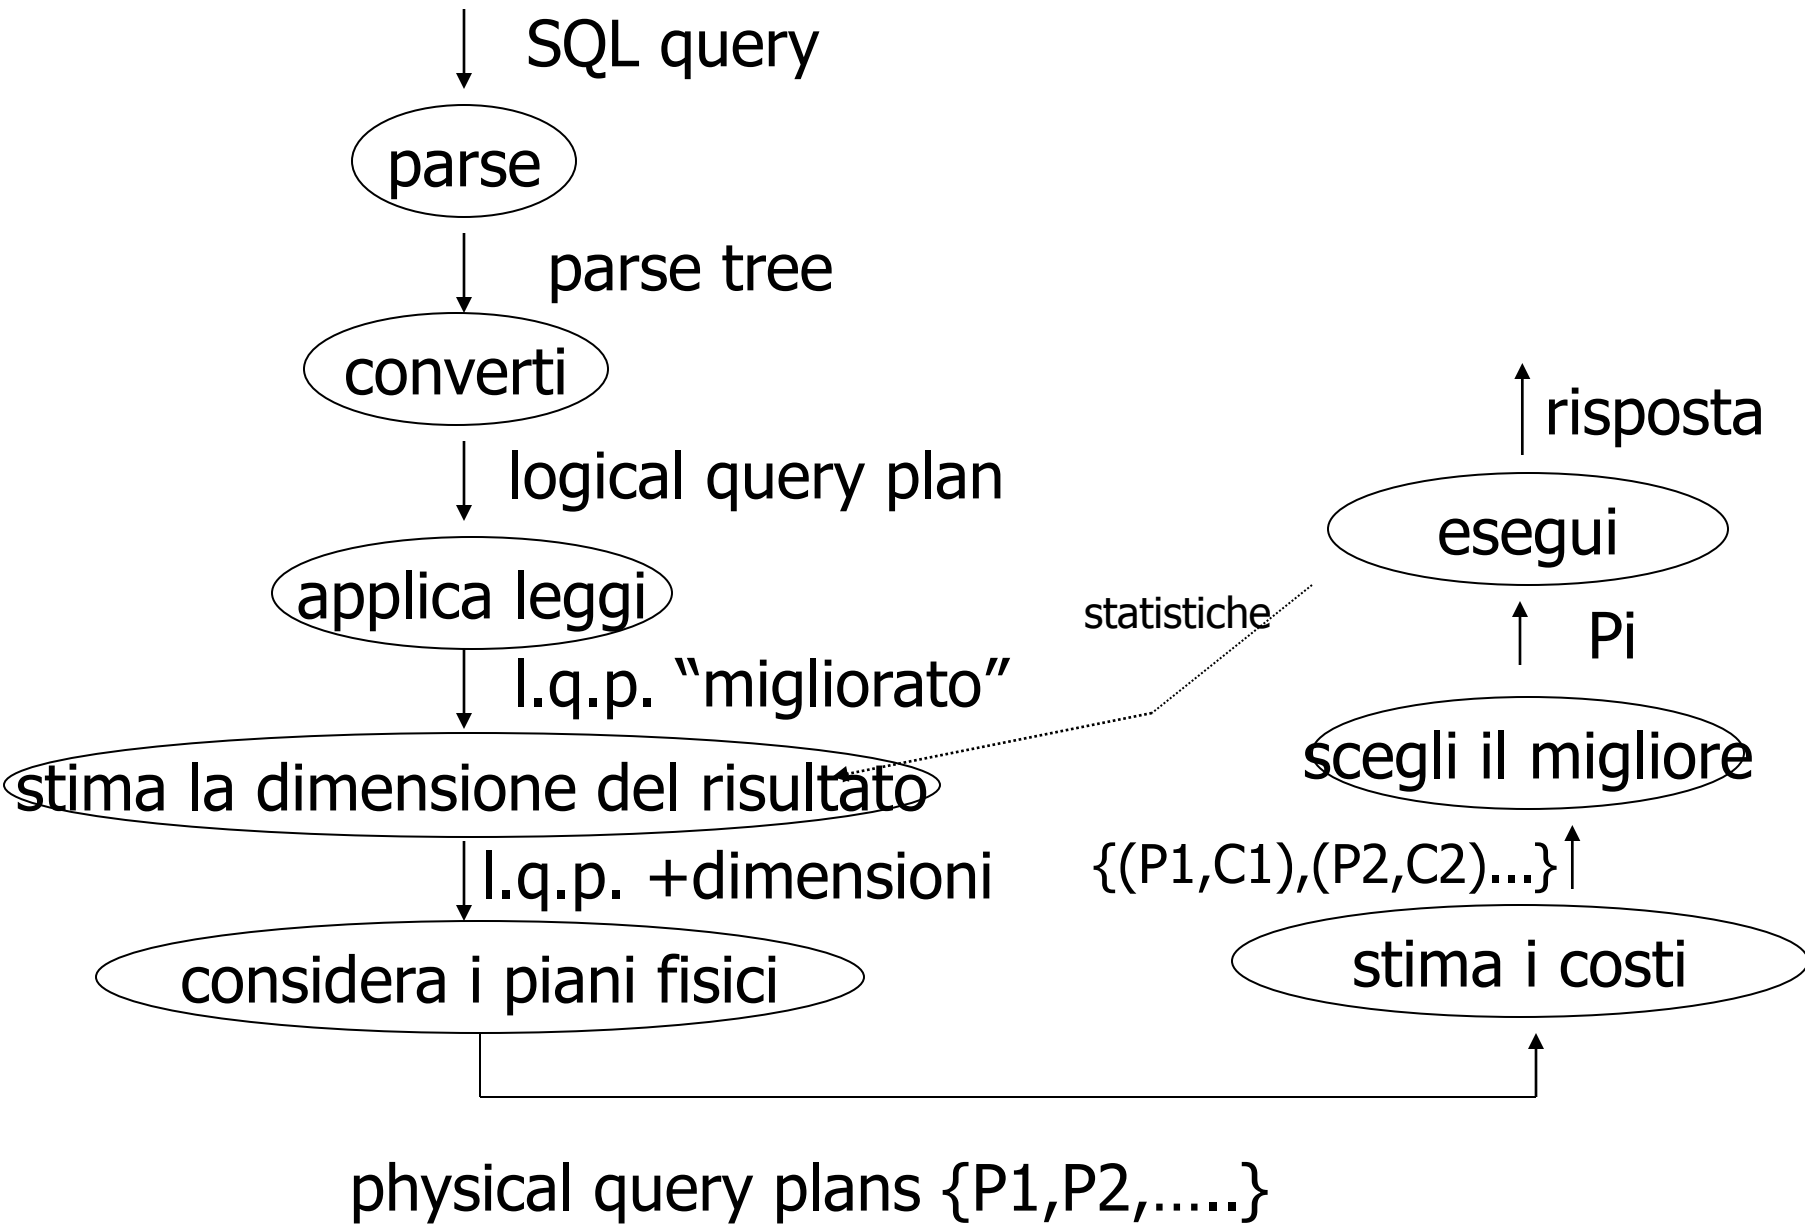 SQL query
parse
parse tree
converti
logical query plan
applica leggi
l.q.p. “migliorato”
stima la dimensione del risultato
l.q.p. +dimensioni
considera i piani fisici
physical query plans {P1,P2,.....}
stima i costi
{(P1,C1),(P2,C2)...}
scegli il migliore
Pi
statistiche
esegui
risposta